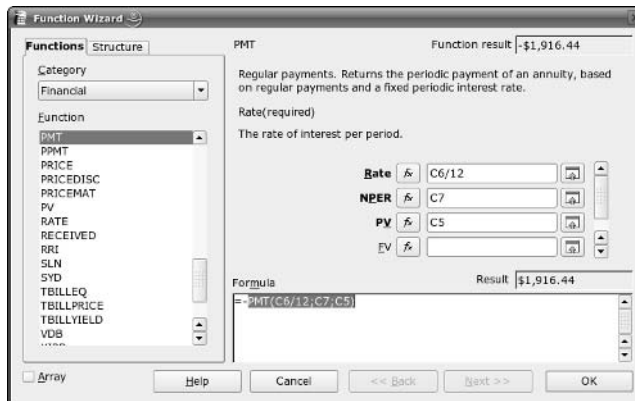 Function Wizard
Functions Structure
PMT Function result -$1,916.44
Category
Financial
Function
PMT
PPMT
PRICE
PRICEDISC
PRICEMAT
PV
RATE
RECEIVED
RRI
SLN
SYD
TBILLEQ
TBILLPRICE
TBILLYIELD
VDB
Regular payments. Returns the periodic payment of an annuity, based
on regular payments and a fixed periodic interest rate.
Rate(required)
The rate of interest per period.
Rate fx C6/12
NPER fx C7
PV fx C5
FV fx
Formula Result $1,916.44
=-PMT(C6/12;C7;C5)
Array Help Cancel << Back Next >> OK